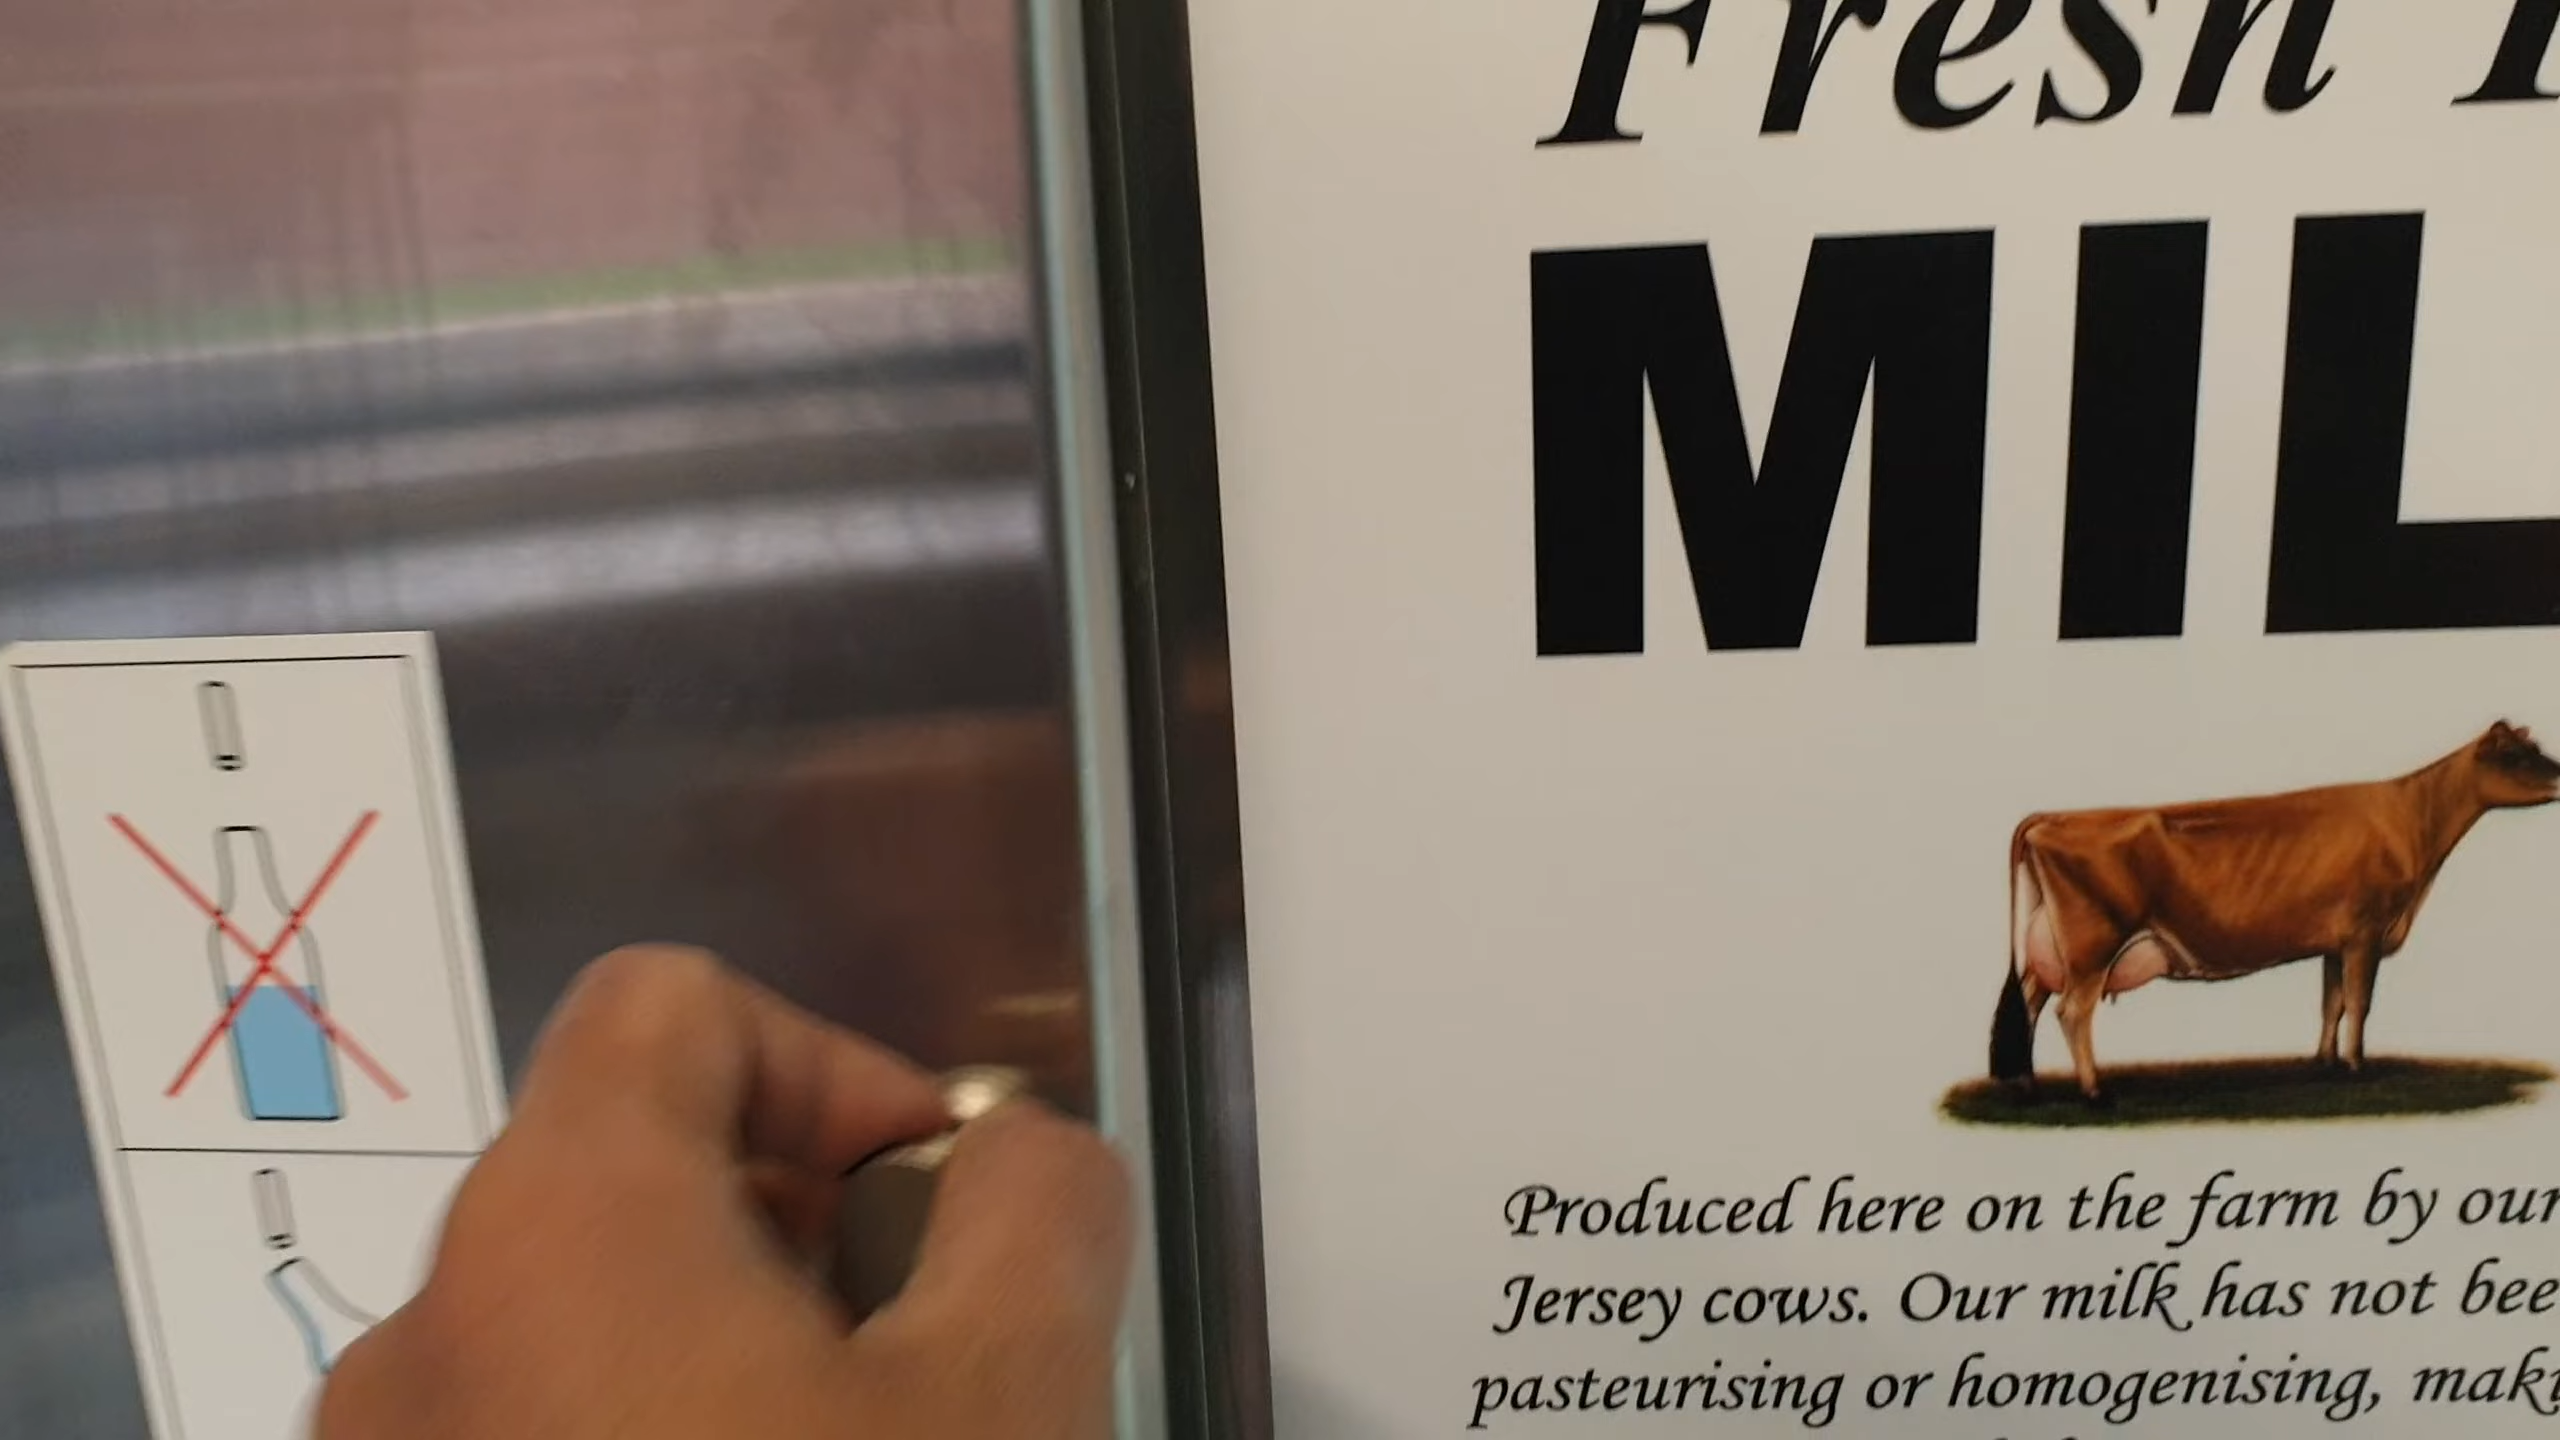 Fresh
MIL
Produced here on the farm by our
Jersey cows. Our milk has not bee
pasteurising or homogenising, maki